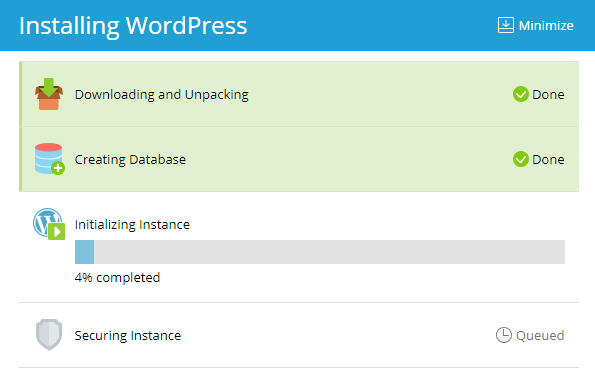 Installing WordPress
Minimize
Downloading and Unpacking
Done
Creating Database
Done
Initializing Instance
4% completed
Securing Instance
Queued